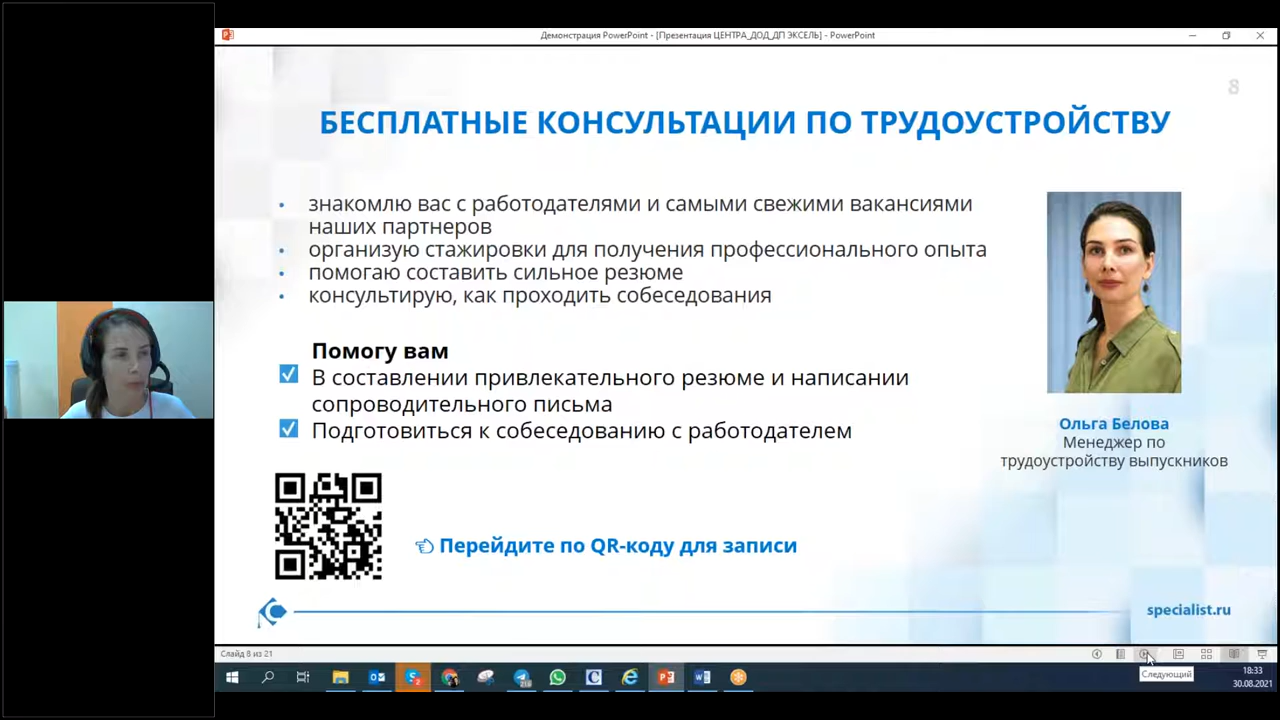 Демонстрация PowerPoint - [Презентация ЦЕНТРА_ДОД_ДП ЭКСЕЛЬ] - PowerPoint
8
БЕСПЛАТНЫЕ КОНСУЛЬТАЦИИ ПО ТРУДОУСТРОЙСТВУ
• знакомлю вас с работодателями и самыми свежими вакансиями
наших партнеров
• организую стажировки для получения профессионального опыта
• помогаю составить сильное резюме
• консультирую, как проходить собеседования
Помогу вам
В составлении привлекательного резюме и написании
сопроводительного письма
Подготовиться к собеседованию с работодателем
Ольга Белова
Менеджер по
трудоустройству выпускников
Перейдите по QR-коду для записи
specialist.ru
Слайд 8 из 21
Следующий
18:33
30.08.2021